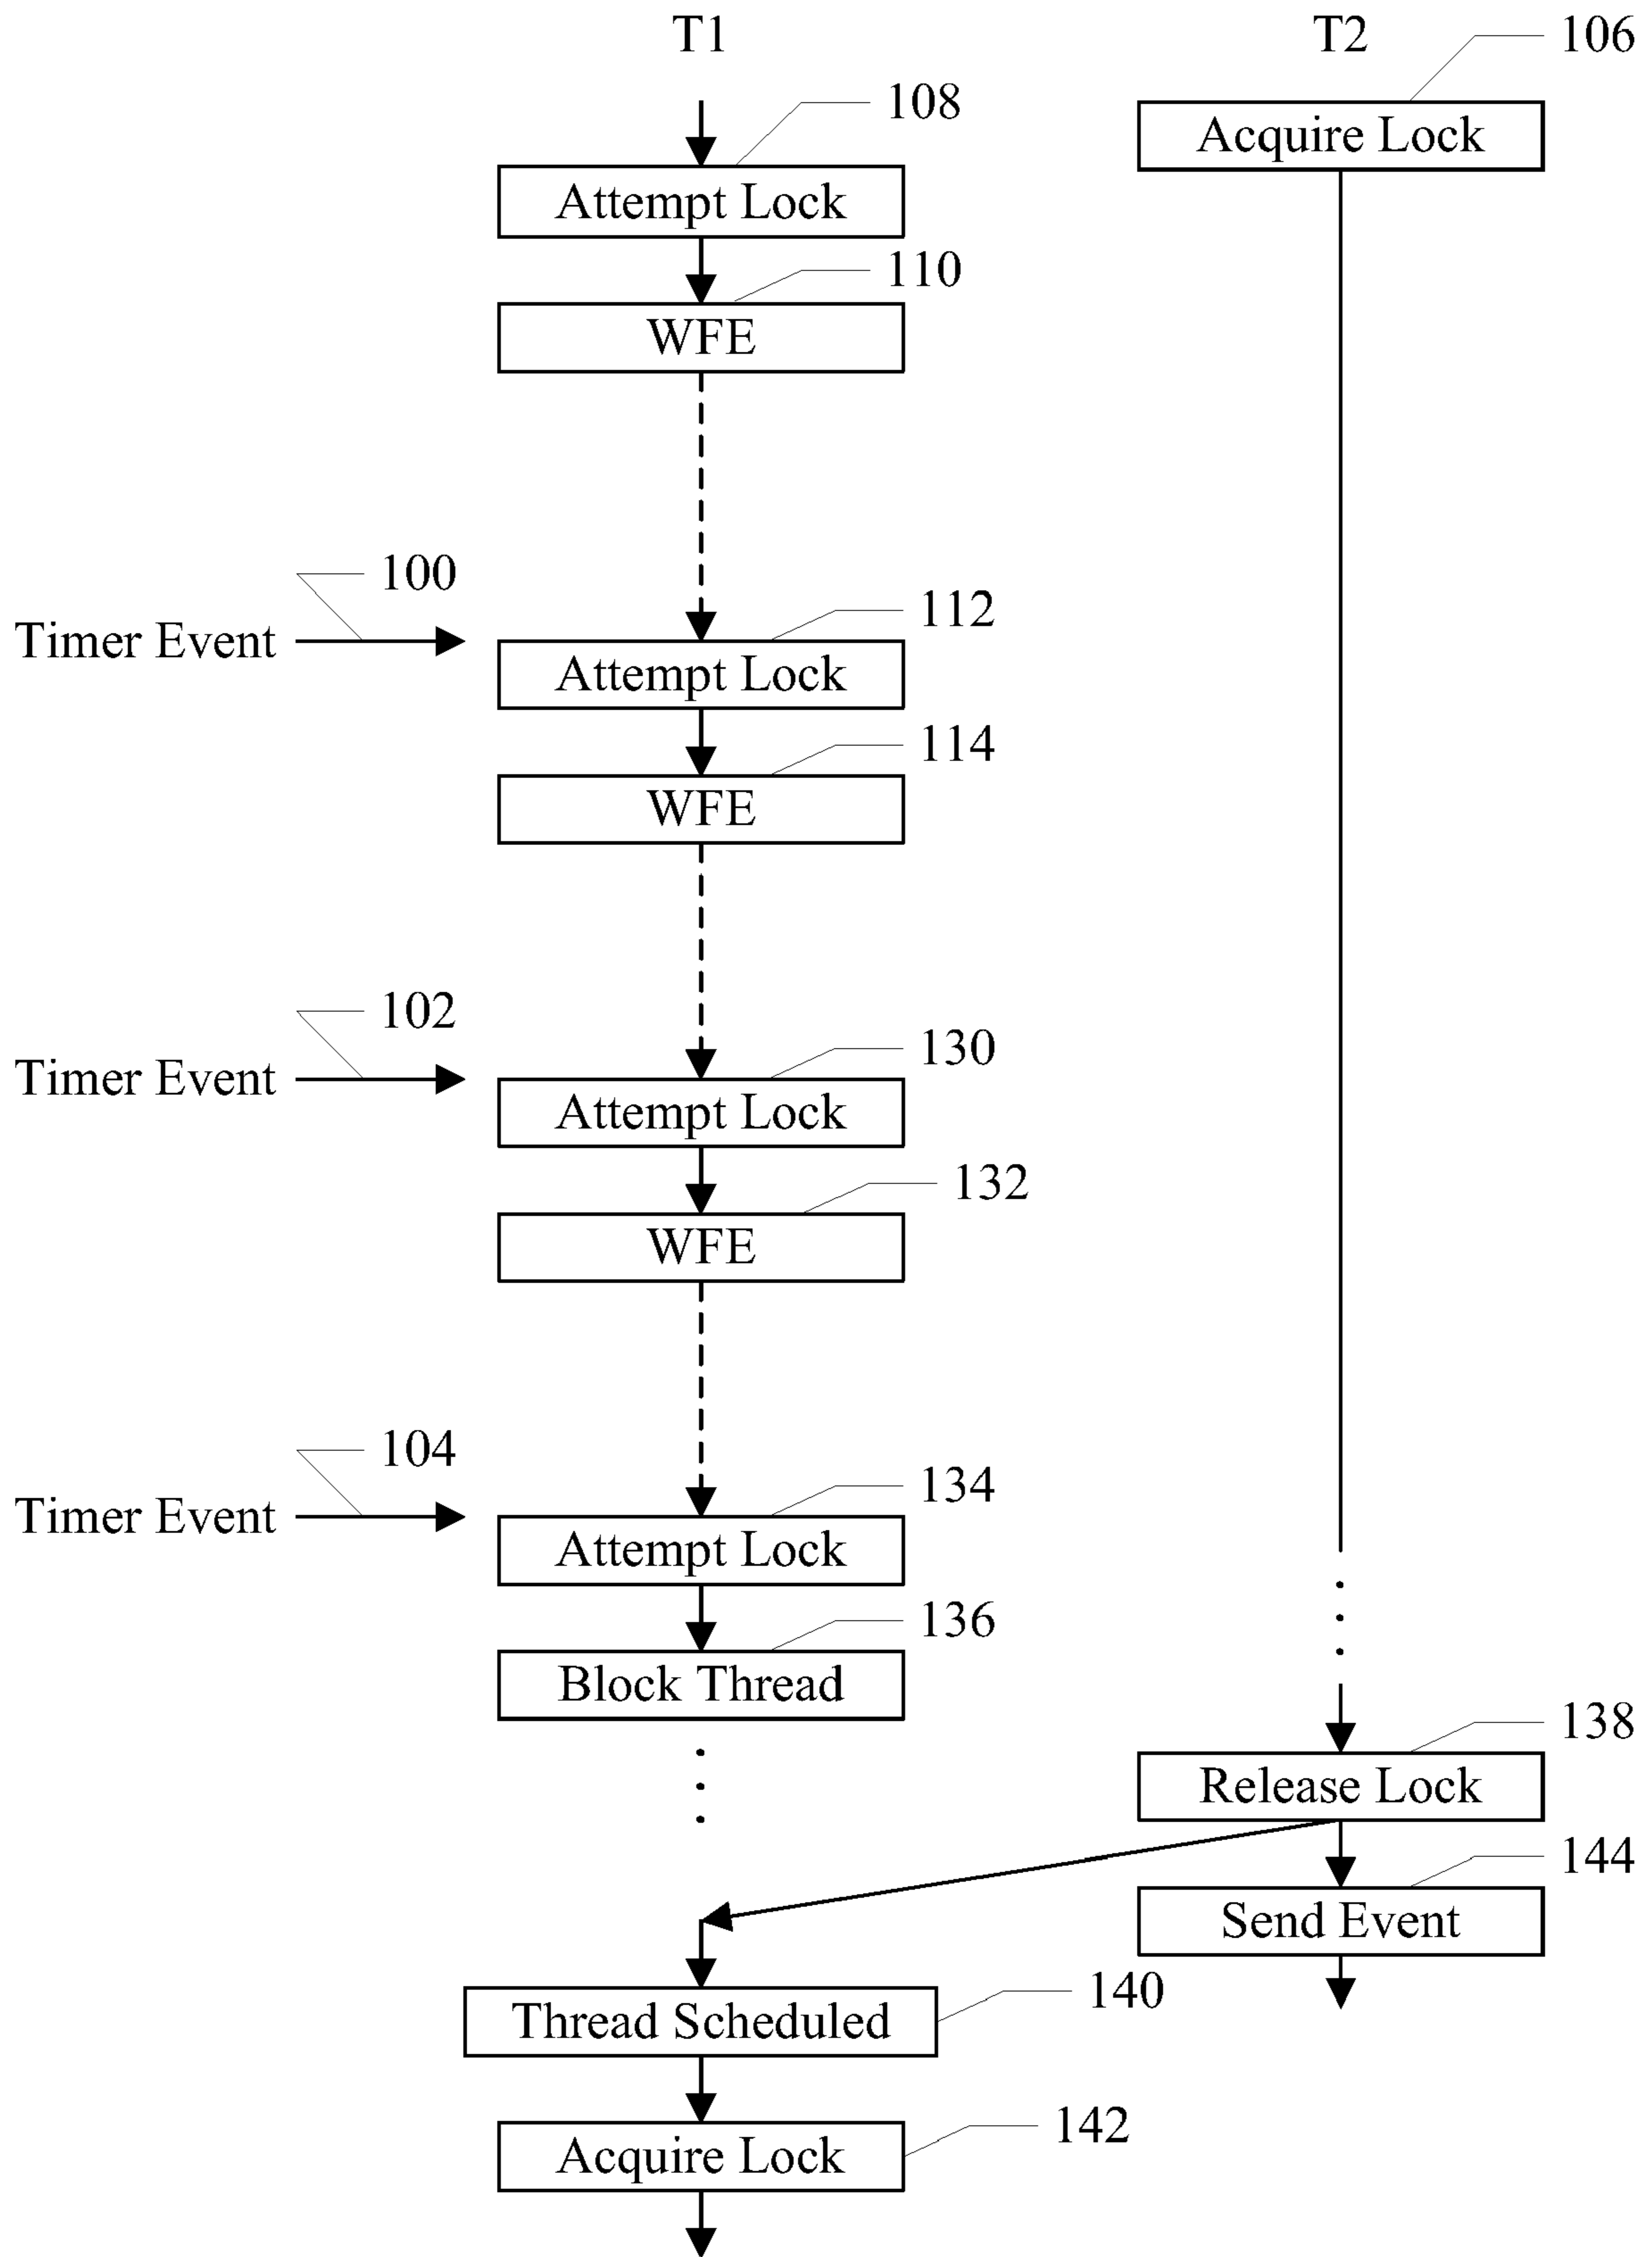 T1
T2
106
108
Acquire Lock
Attempt Lock
110
WFE
100
112
Timer Event
Attempt Lock
114
WFE
102
130
Timer Event
Attempt Lock
132
WFE
104
134
Timer Event
Attempt Lock
136
Block Thread
138
Release Lock
144
Send Event
140
Thread Scheduled
142
Acquire Lock